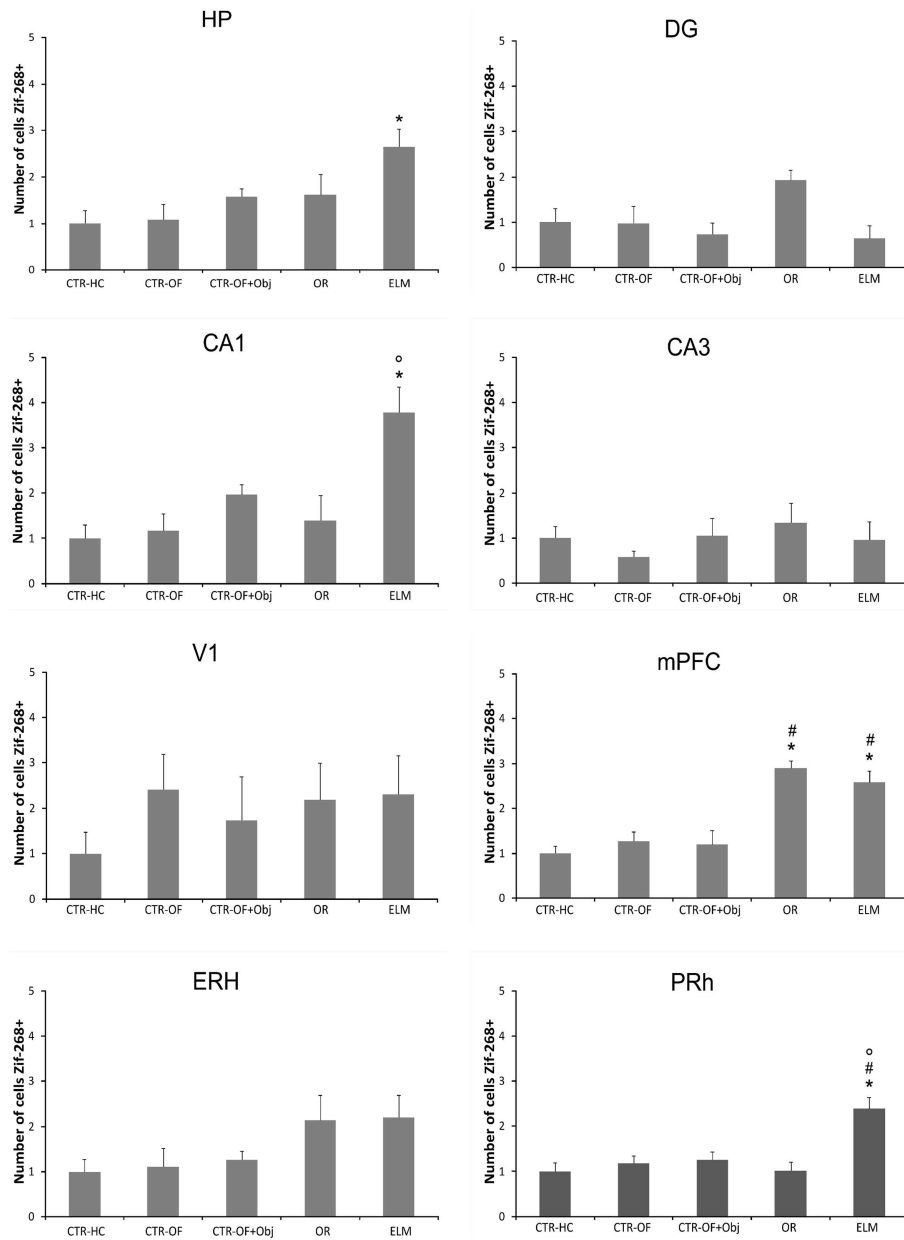 HP
Number of cells Zif-268+
5
4
3
2
1
0
*
CTR-HC CTR-OF CTR-OF+Obj OR ELM
DG
Number of cells Zif-268+
5
4
3
2
1
0
CTR-HC CTR-OF CTR-OF+Obj OR ELM
CA1
Number of cells Zif-268+
5
4
3
2
1
0
°
*
CTR-HC CTR-OF CTR-OF+Obj OR ELM
CA3
Number of cells Zif-268+
5
4
3
2
1
0
CTR-HC CTR-OF CTR-OF+Obj OR ELM
V1
Number of cells Zif-268+
5
4
3
2
1
0
CTR-HC CTR-OF CTR-OF+Obj OR ELM
mPFC
Number of cells Zif-268+
5
4
3
2
1
0
# #
* *
CTR-HC CTR-OF CTR-OF+Obj OR ELM
ERH
Number of cells Zif-268+
5
4
3
2
1
0
CTR-HC CTR-OF CTR-OF+Obj OR ELM
PRh
Number of cells Zif-268+
5
4
3
2
1
0
°
#
*
CTR-HC CTR-OF CTR-OF+Obj OR ELM